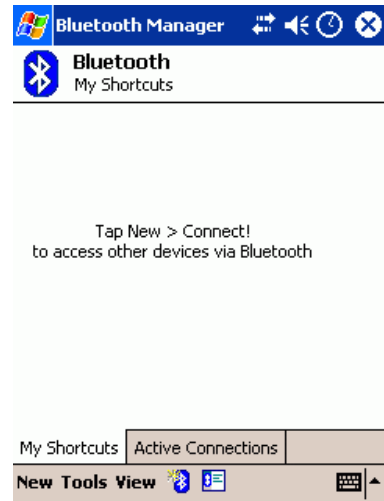 Bluetooth Manager
Bluetooth
My Shortcuts
Tap New > Connect!
to access other devices via Bluetooth
My Shortcuts Active Connections
New Tools View